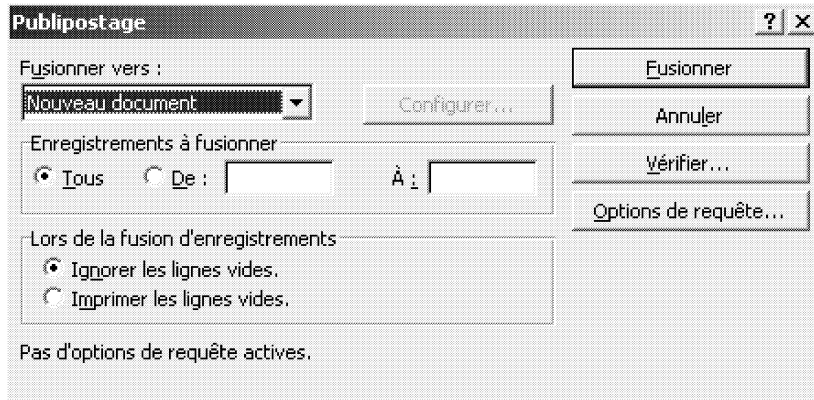 Publipostage
Fusionner vers :
Nouveau document
Configurer...
Enregistrements à fusionner
Tous De : À :
Lors de la fusion d'enregistrements
Ignorer les lignes vides.
Imprimer les lignes vides.
Pas d'options de requête actives.
Fusionner
Annuler
Vérifier...
Options de requête...